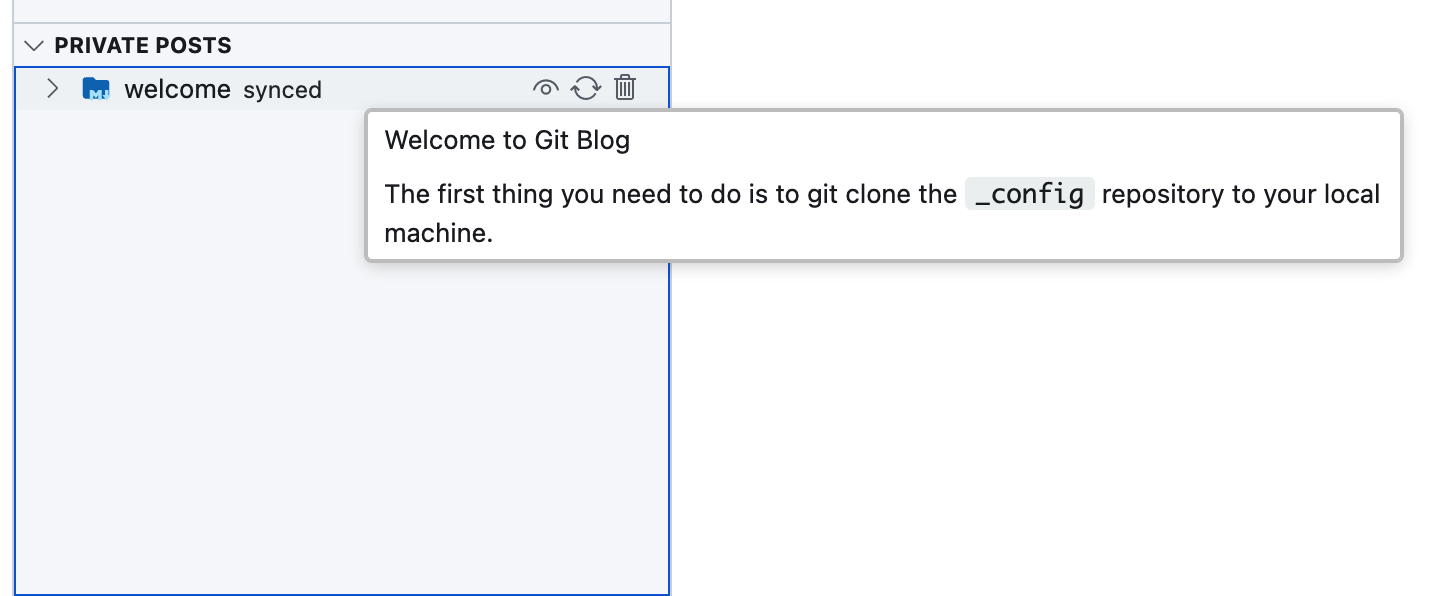 PRIVATE POSTS
welcome synced
Welcome to Git Blog
The first thing you need to do is to git clone the _config repository to your local
machine.